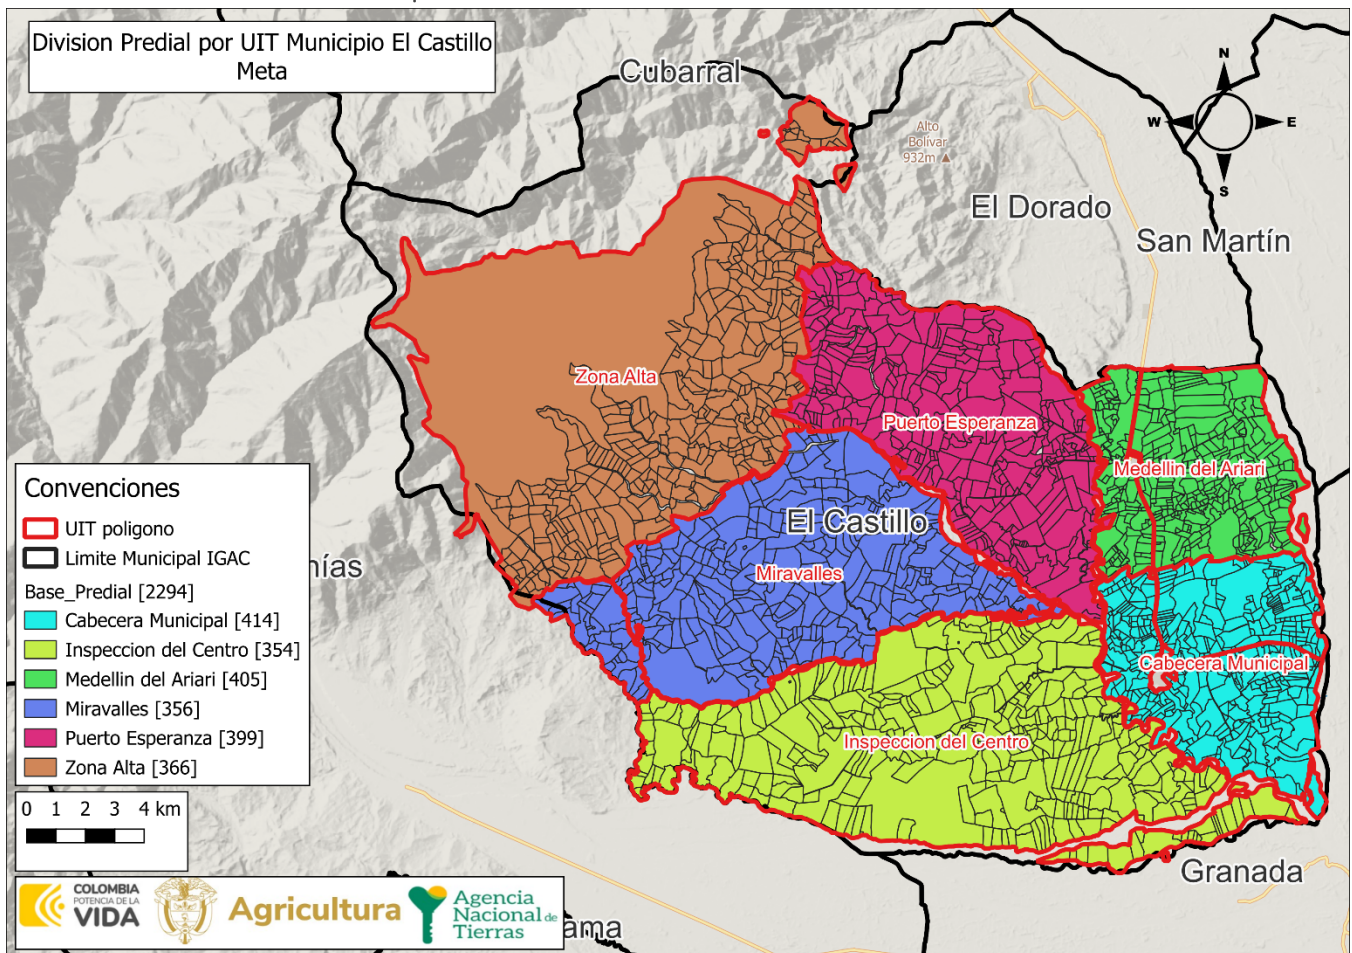 Division Predial por UIT Municipio El Castillo
Meta
Cubarral
Alto
Bolívar
932m
N
W
E
S
El Dorado
San Martín
Zona Alta
Puerto Esperanza
Medellin del Ariari
El Castillo
Miravalles
Cabecera Municipal
Inspeccion del Centro
Granada
Convenciones
UIT poligono
Limite Municipal IGAC
Base_Predial [2294]
Cabecera Municipal [414]
Inspeccion del Centro [354]
Medellin del Ariari [405]
Miravalles [356]
Puerto Esperanza [399]
Zona Alta [366]
nías
0 1 2 3 4 km
COLOMBIA
POTENCIA DE LA
VIDA
Agricultura
Agencia
Nacional de
Tierras
ama